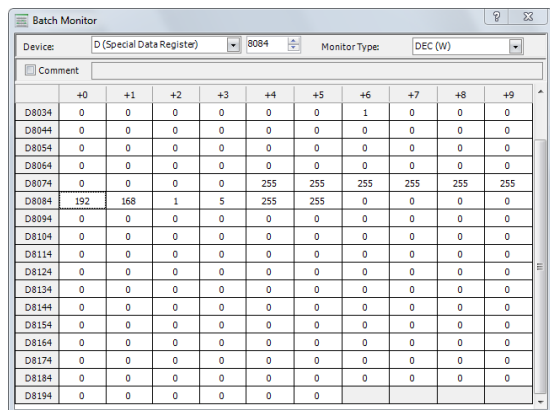 Batch Monitor
Device: D (Special Data Register) 8084 Monitor Type: DEC (W)
Comment
+0 +1 +2 +3 +4 +5 +6 +7 +8 +9
D8034 0 0 0 0 0 0 1 0 0 0
D8044 0 0 0 0 0 0 0 0 0 0
D8054 0 0 0 0 0 0 0 0 0 0
D8064 0 0 0 0 0 0 0 0 0 0
D8074 0 0 0 0 255 255 255 255 255 255
D8084 192 168 1 5 255 255 0 0 0 0
D8094 0 0 0 0 0 0 0 0 0 0
D8104 0 0 0 0 0 0 0 0 0 0
D8114 0 0 0 0 0 0 0 0 0 0
D8124 0 0 0 0 0 0 0 0 0 0
D8134 0 0 0 0 0 0 0 0 0 0
D8144 0 0 0 0 0 0 0 0 0 0
D8154 0 0 0 0 0 0 0 0 0 0
D8164 0 0 0 0 0 0 0 0 0 0
D8174 0 0 0 0 0 0 0 0 0 0
D8184 0 0 0 0 0 0 0 0 0 0
D8194 0 0 0 0 0 0